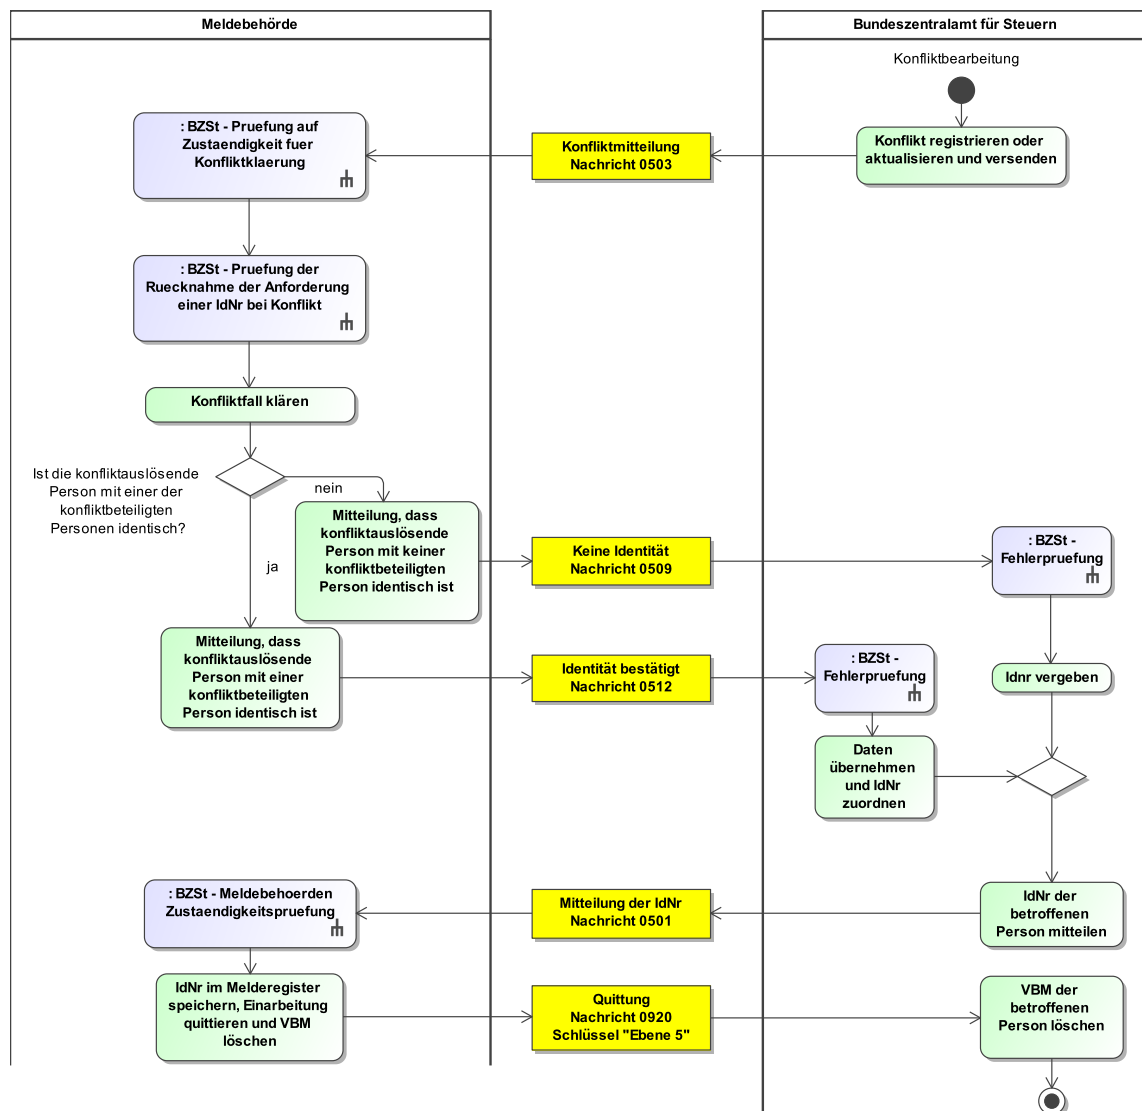 Meldebehörde
Bundeszentralamt für Steuern
Konfliktbearbeitung
Konflikt registrieren oder
aktualisieren und versenden
Konfliktmitteilung
Nachricht 0503
: BZSt - Pruefung auf
Zustaendigkeit fuer
Konfliktklaerung
: BZSt - Pruefung der
Ruecknahme der Anforderung
einer IdNr bei Konflikt
Konfliktfall klären
Ist die konfliktauslösende
Person mit einer der
konfliktbeteiligten
Personen identisch?
nein
ja
Mitteilung, dass
konfliktauslösende
Person mit keiner
konfliktbeteiligten
Person identisch ist
Keine Identität
Nachricht 0509
: BZSt -
Fehlerpruefung
Mitteilung, dass
konfliktauslösende
Person mit einer
konfliktbeteiligten
Person identisch ist
Identität bestätigt
Nachricht 0512
: BZSt -
Fehlerpruefung
Idnr vergeben
Daten
übernehmen
und IdNr
zuordnen
IdNr der
betroffenen
Person mitteilen
Mitteilung der IdNr
Nachricht 0501
: BZSt - Meldebehoerden
Zustaendigkeitspruefung
IdNr im Melderegister
speichern, Einarbeitung
quittieren und VBM
löschen
Quittung
Nachricht 0920
Schlüssel "Ebene 5"
VBM der
betroffenen
Person löschen